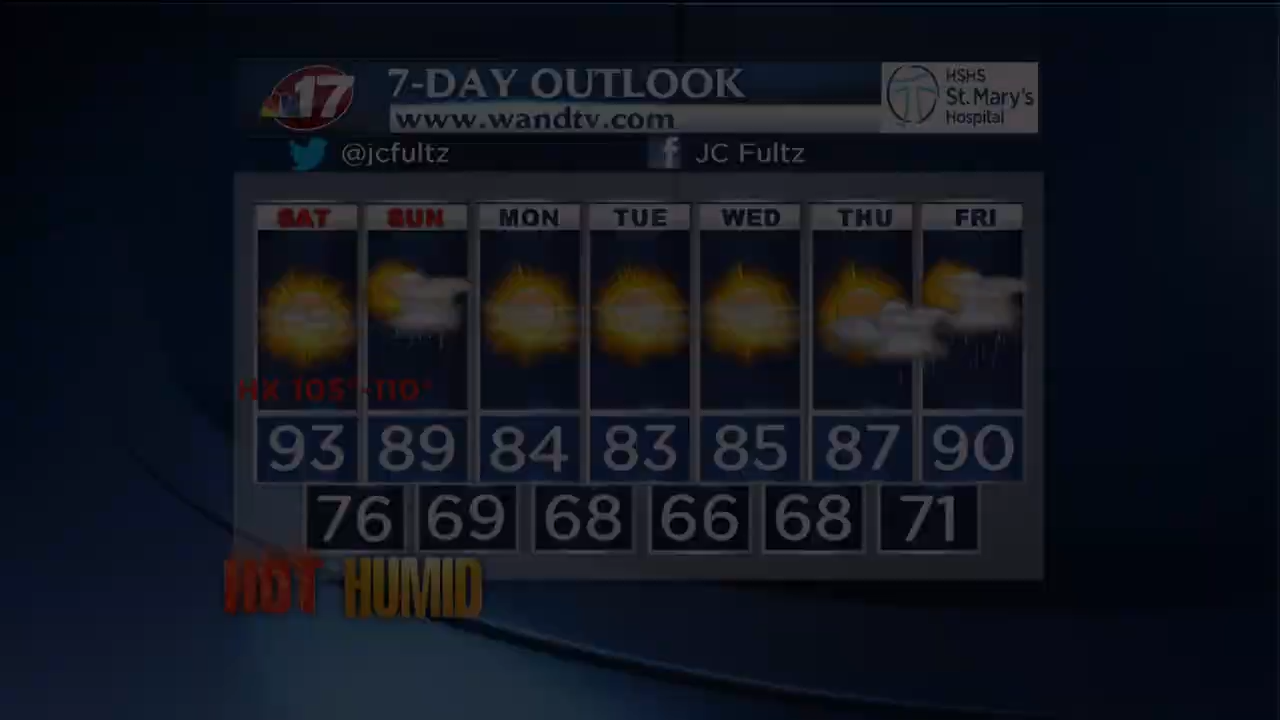 17
7-DAY OUTLOOK
www.wandtv.com
HSHS
St. Mary's
Hospital
@jcfultz
f JC Fultz
SAT SUN MON TUE WED THU FRI
HX 105°-110°
93 89 84 83 85 87 90
76 69 68 66 68 71
HOT HUMID